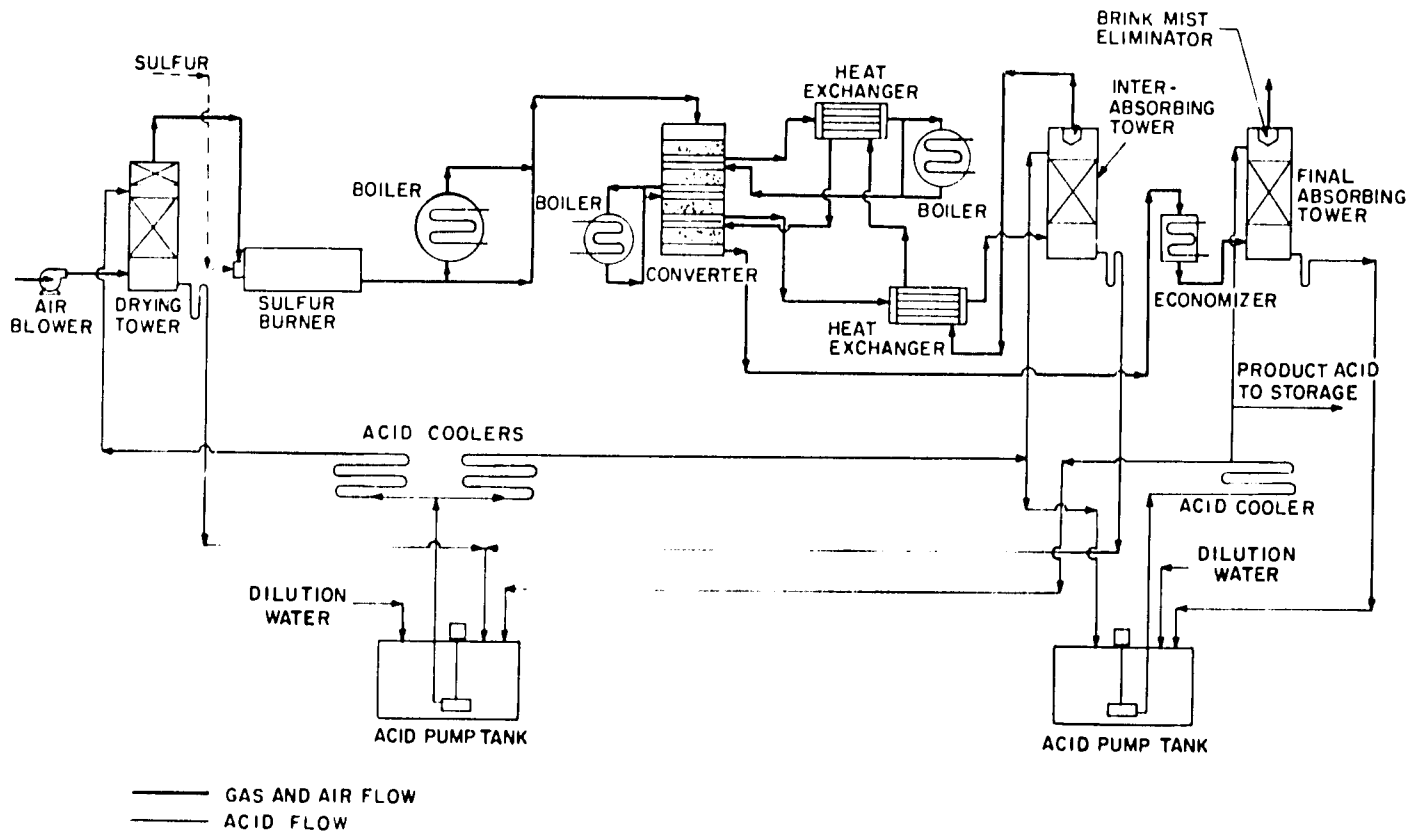 BRINK MIST
ELIMINATOR
SULFUR
HEAT
EXCHANGER
INTER-
ABSORBING
TOWER
BOILER
BOILER
BOILER
FINAL
ABSORBING
TOWER
CONVERTER
AIR
BLOWER
DRYING
TOWER
SULFUR
BURNER
HEAT
EXCHANGER
ECONOMIZER
PRODUCT ACID
TO STORAGE
ACID COOLERS
ACID COOLER
DILUTION
WATER
DILUTION
WATER
ACID PUMP TANK
ACID PUMP TANK
GAS AND AIR FLOW
ACID FLOW